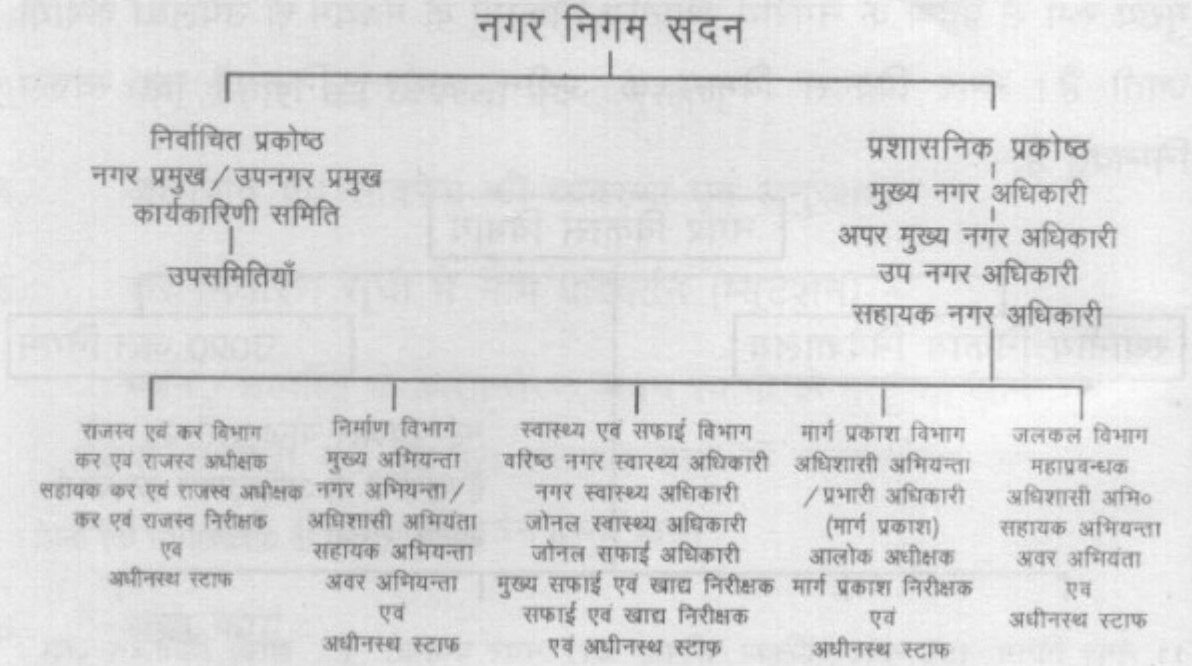 नगर निगम सदन
निर्वाचित प्रकोष्ठ
नगर प्रमुख/उपनगर प्रमुख
कार्यकारिणी समिति
उपसमितियाँ
प्रशासनिक प्रकोष्ठ
मुख्य नगर अधिकारी
अपर मुख्य नगर अधिकारी
उप नगर अधिकारी
सहायक नगर अधिकारी
राजस्व एवं कर विभाग
कर एवं राजस्व अधीक्षक
सहायक कर एवं राजस्व अधीक्षक
कर एवं राजस्व निरीक्षक
एवं
अधीनस्थ स्टाफ
निर्माण विभाग
मुख्य अभियन्ता
नगर अभियन्ता/
अधिशासी अभियंता
सहायक अभियन्ता
अवर अभियन्ता
एवं
अधीनस्थ स्टाफ
स्वास्थ्य एवं सफाई विभाग
वरिष्ठ नगर स्वास्थ्य अधिकारी
नगर स्वास्थ्य अधिकारी
जोनल स्वास्थ्य अधिकारी
जोनल सफाई अधिकारी
मुख्य सफाई एवं खाद्य निरीक्षक
सफाई एवं खाद्य निरीक्षक
एवं अधीनस्थ स्टाफ
मार्ग प्रकाश विभाग
अधिशासी अभियन्ता
/प्रभारी अधिकारी
(मार्ग प्रकाश)
आलोक अधीक्षक
मार्ग प्रकाश निरीक्षक
एवं
अधीनस्थ स्टाफ
जलकल विभाग
महाप्रबन्धक
अधिशासी अभि०
सहायक अभियन्ता
अवर अभियंता
एवं
अधीनस्थ स्टाफ